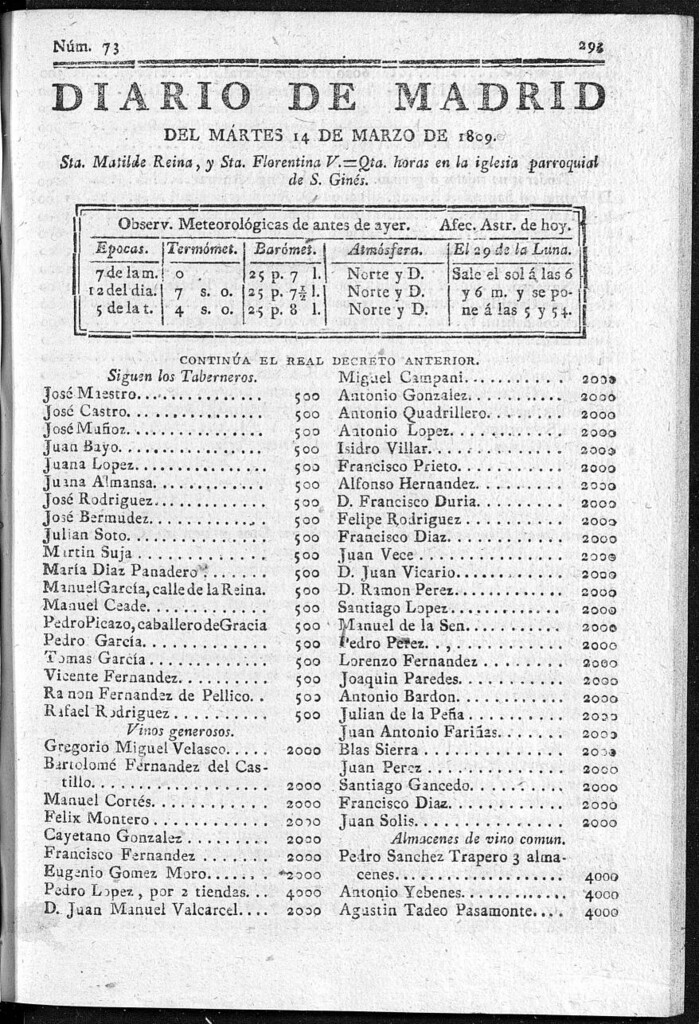 Núm. 73 293
DIARIO DE MADRID
DEL MÁRTES 14 DE MARZO DE 1809.
Sta. Matilde Reina, y Sta. Florentina V.=Qta. horas en la iglesia parroquial
de S. Ginés.
Observ. Meteorológicas de antes de ayer. Afec. Astr. de hoy.
Epocas. Termómet. Barómet. Atmósfera. El 29 de la Luna.
7 de la m. 0 . 25 p. 7 l. Norte y D. Sale el sol á las 6
12 del dia. 7 s. o. 25 p. 7½ l. Norte y D. y 6 m. y se po-
5 de la t. 4 s. o. 25 p. 8 l. Norte y D. ne á las 5 y 54.
CONTINÚA EL REAL DECRETO ANTERIOR.
Siguen los Taberneros.
José Maestro.............. 500
José Castro............... 500
José Muñoz............... 500
Juan Bayo................ 500
Juana Lopez.............. 500
Juana Almansa............ 500
José Rodriguez............ 500
José Bermudez............ 500
Julian Soto............... 500
Martin Suja .............. 500
María Diaz Panadero ....... 500
Manuel García, calle de la Reina. 500
Manuel Ceade............. 500
Pedro Picazo, caballero de Gracia 500
Pedro García.............. 500
Tomas García ............. 500
Vicente Fernandez.......... 500
Ramon Fernandez de Pellico.. 500
Rafael Rodriguez........... 500
Vinos generosos.
Gregorio Miguel Velasco..... 2000
Bartolomé Fernandez del Cas-
tillo.................. 2000
Manuel Cortés............. 2000
Felix Montero ............. 2000
Cayetano Gonzalez ......... 2000
Francisco Fernandez ....... 2000
Eugenio Gomez Moro....... 2000
Pedro Lopez, por 2 tiendas... 4000
D. Juan Manuel Valcarcel.... 2000
Miguel Campani........... 2000
Antonio Gonzalez.......... 2000
Antonio Quadrillero........ 2000
Antonio Lopez............ 2000
Isidro Villar.............. 2000
Francisco Prieto........... 2000
Alfonso Hernandez......... 2000
D. Francisco Duria......... 2000
Felipe Rodriguez .......... 2000
Francisco Diaz............ 2000
Juan Vece ............... 2000
D. Juan Vicario........... 2000
D. Ramon Perez........... 2000
Santiago Lopez............ 2000
Manuel de la Sen.......... 2000
Pedro Perez.............. 2000
Lorenzo Fernandez ........ 2000
Joaquin Paredes........... 2000
Antonio Bardon........... 2000
Julian de la Peña .......... 2000
Juan Antonio Fariñas....... 2000
Blas Sierra ............... 2000
Juan Perez ............... 2000
Santiago Gancedo.......... 2000
Francisco Diaz............ 2000
Juan Solis................ 2000
Almacenes de vino comun.
Pedro Sanchez Trapero 3 alma-
cenes................. 4000
Antonio Yebenes.......... 4000
Agustin Tadeo Pasamonte.... 4000